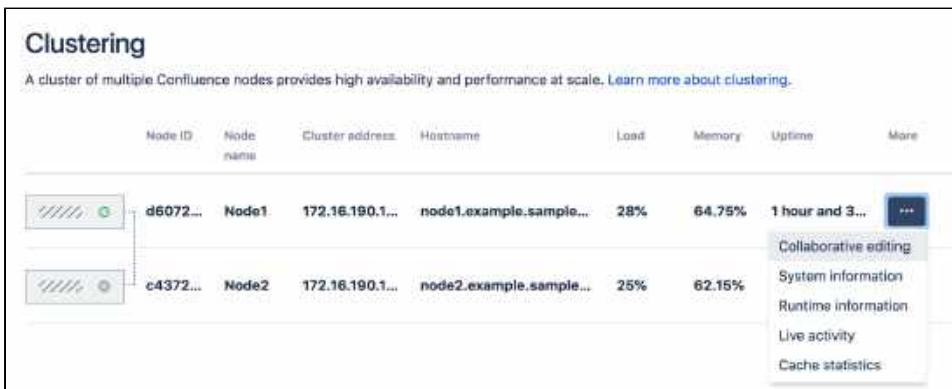 Clustering
A cluster of multiple Confluence nodes provides high availability and performance at scale. Learn more about clustering.
Node ID Node name Cluster address Hostname Load Memory Uptime More
d6072... Node1 172.16.190.1... node1.example.sample... 28% 64.75% 1 hour and 3... ...
Collaborative editing
c4372... Node2 172.16.190.1... node2.example.sample... 25% 62.15%
System information
Runtime information
Live activity
Cache statistics